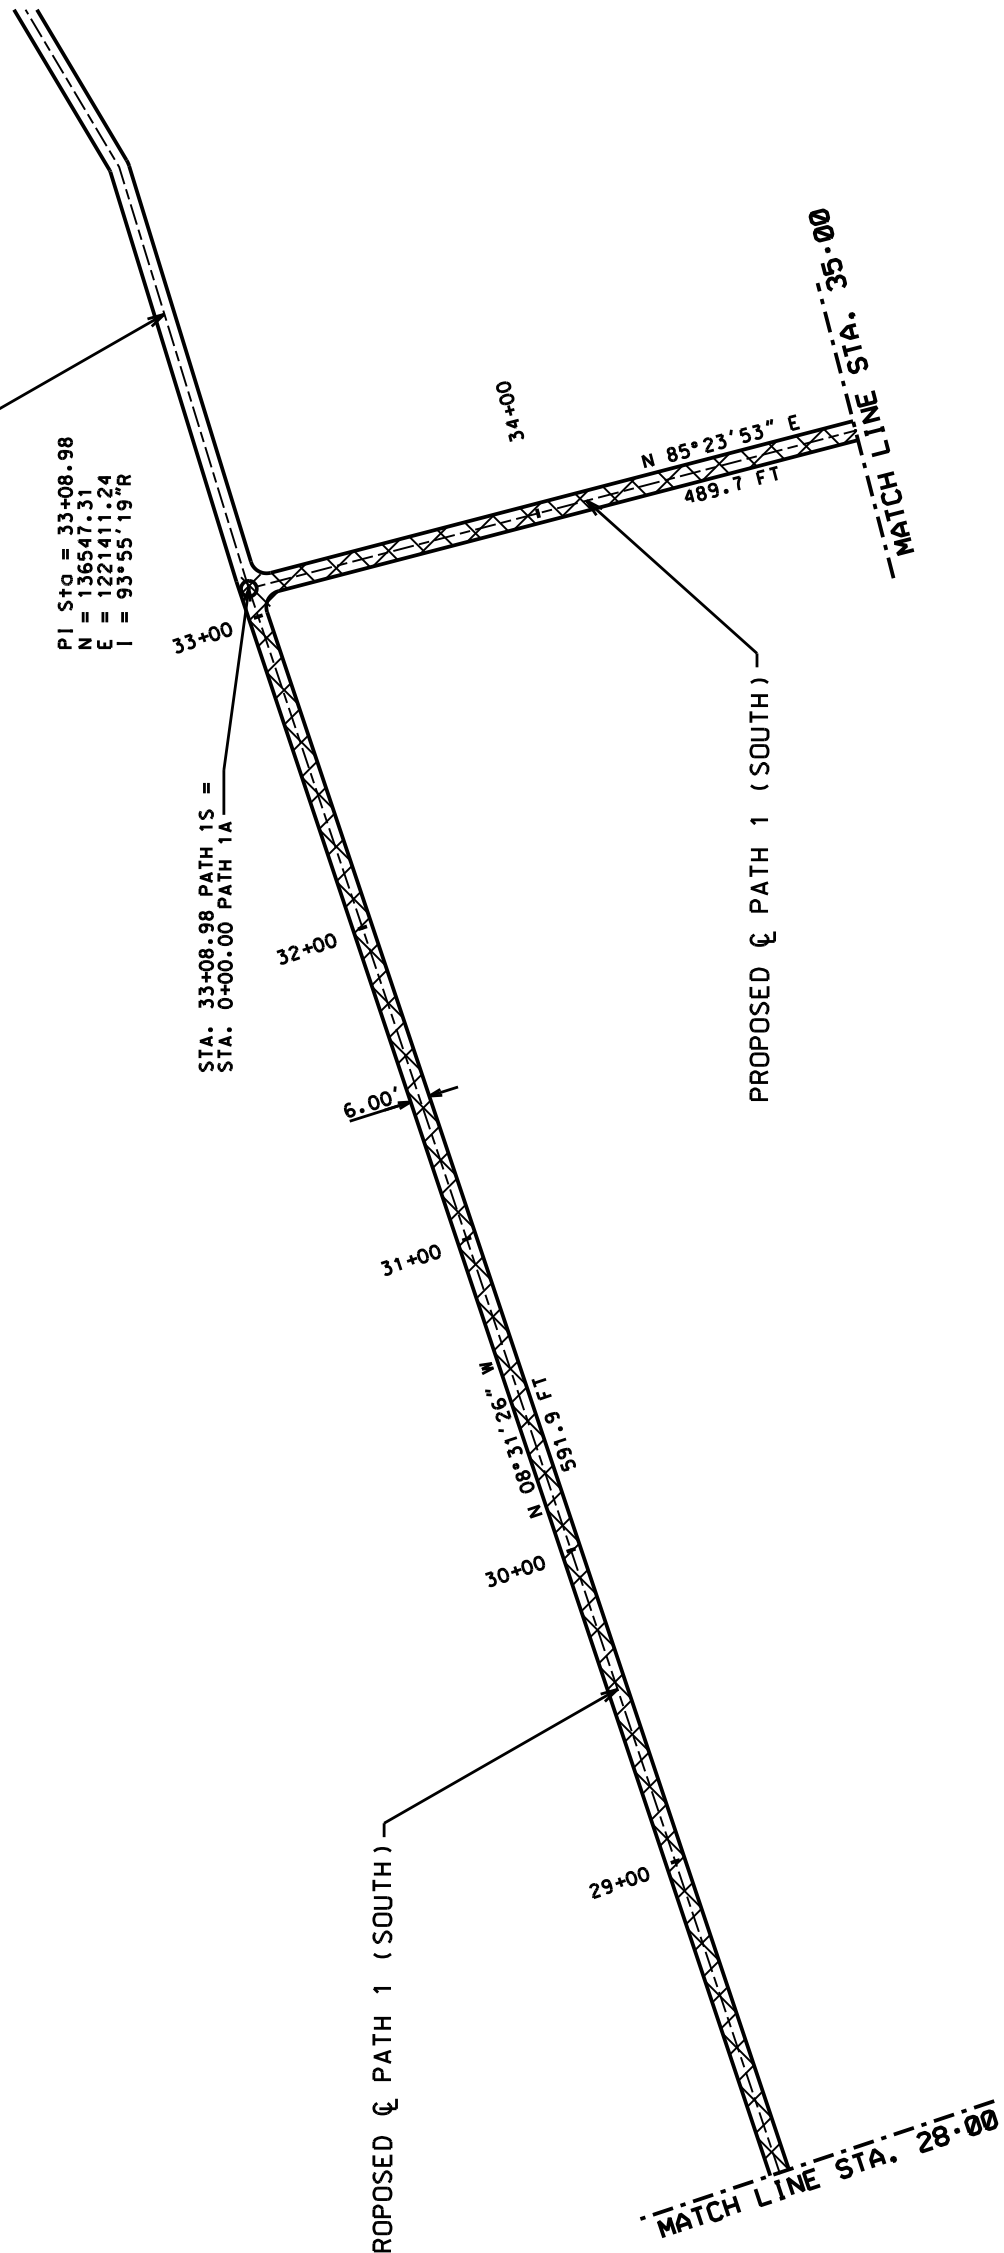 MATCH LINE STA. 35+00
34+00
N 85°23'53" E
489.7 FT
PI Sta = 33+08.98
N = 136547.31
E = 1221411.24
I = 93°55'19"R
33+00
STA. 33+08.98 PATH 1S =
STA. 0+00.00 PATH 1A
PROPOSED ℄ PATH 1 (SOUTH)
32+00
6.00'
31+00
N 08°31'26" W
591.9 FT
30+00
ROPOSED ℄ PATH 1 (SOUTH)
29+00
MATCH LINE STA. 28+00